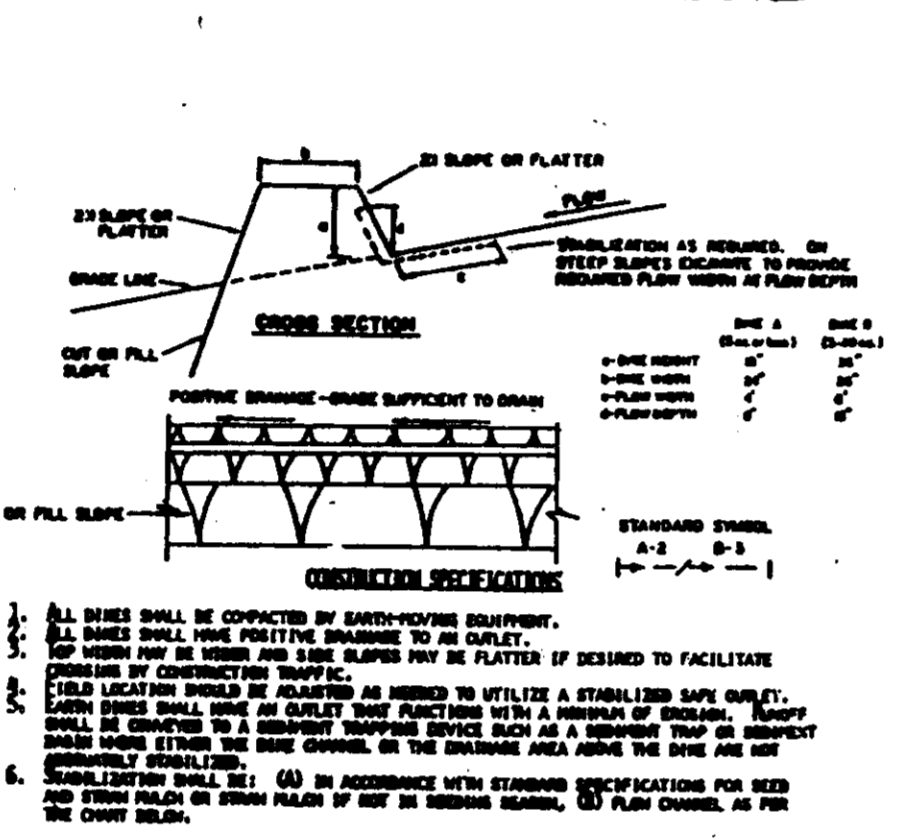 b
2:1 SLOPE OR FLATTER
FLOW
2:1 SLOPE OR
FLATTER
a
d
STABILIZATION AS REQUIRED. ON
STEEP SLOPES EXCAVATE TO PROVIDE
REQUIRED FLOW WIDTH AT FLOW DEPTH
GRADE LINE
c
CROSS SECTION
DIKE A DIKE B
CUT OR FILL
SLOPE
a-DIKE HEIGHT
b-DIKE WIDTH
c-FLOW WIDTH 4'
d-FLOW DEPTH
POSITIVE DRAINAGE-GRADE SUFFICIENT TO DRAIN
OR FILL SLOPE
STANDARD SYMBOL
A-2 B-3
CONSTRUCTION SPECIFICATIONS
1. ALL DIKES SHALL BE COMPACTED BY EARTH-MOVING EQUIPMENT.
2. ALL DIKES SHALL HAVE POSITIVE DRAINAGE TO AN OUTLET.
3. TOP WIDTH MAY BE WIDER AND SIDE SLOPES MAY BE FLATTER IF DESIRED TO FACILITATE
CROSSING BY CONSTRUCTION TRAFFIC.
4. FIELD LOCATION SHOULD BE ADJUSTED AS NEEDED TO UTILIZE A STABILIZED SAFE OUTLET.
5. EARTH DIKES SHALL HAVE AN OUTLET THAT FUNCTIONS WITH A MINIMUM OF EROSION. RUNOFF
SHALL BE CONVEYED TO A SEDIMENT TRAPPING DEVICE SUCH AS A SEDIMENT TRAP OR SEDIMENT
BASIN WHERE EITHER THE DIKE CHANNEL OR THE DRAINAGE AREA ABOVE THE DIKE ARE NOT
ADEQUATELY STABILIZED.
6. STABILIZATION SHALL BE: (A) IN ACCORDANCE WITH STANDARD SPECIFICATIONS FOR SEED
AND STRAW MULCH OR STRAW MULCH IF NOT IN SEEDING SEASON, (B) FLOW CHANNEL AS PER
THE CHART BELOW.